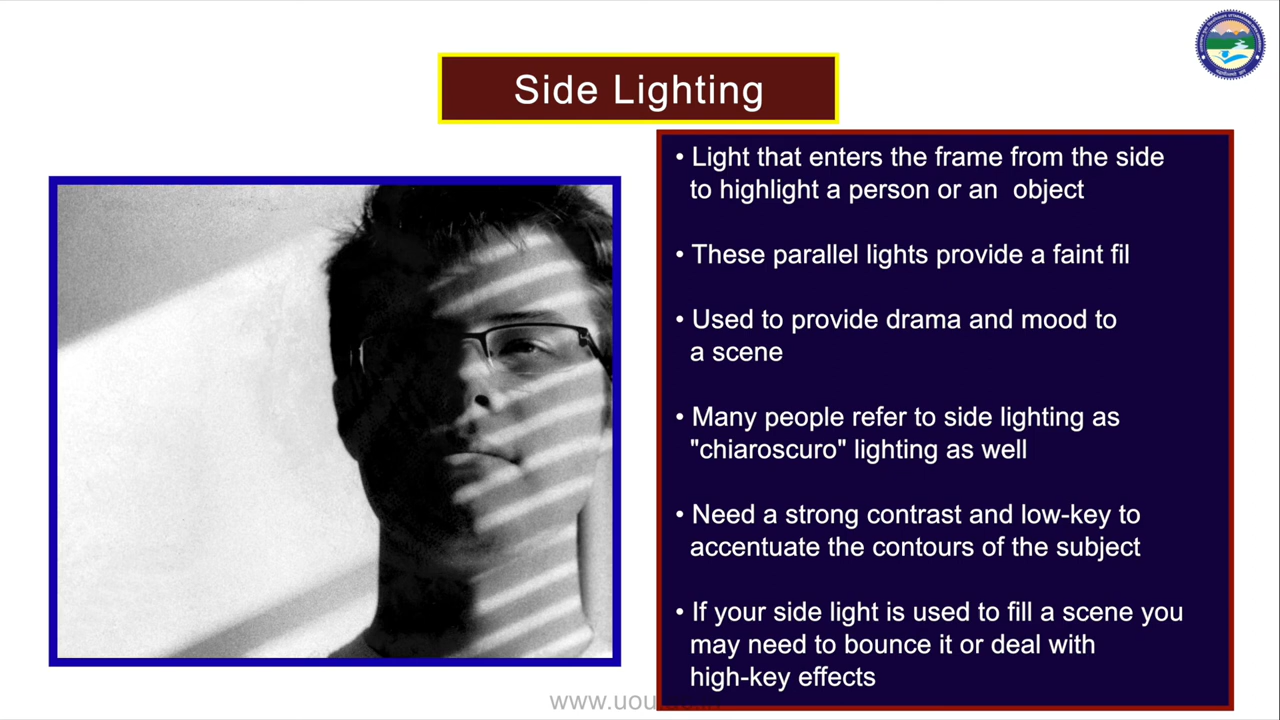 Side Lighting
• Light that enters the frame from the side
to highlight a person or an object
• These parallel lights provide a faint fil
• Used to provide drama and mood to
a scene
• Many people refer to side lighting as
"chiaroscuro" lighting as well
• Need a strong contrast and low-key to
accentuate the contours of the subject
• If your side light is used to fill a scene you
may need to bounce it or deal with
high-key effects